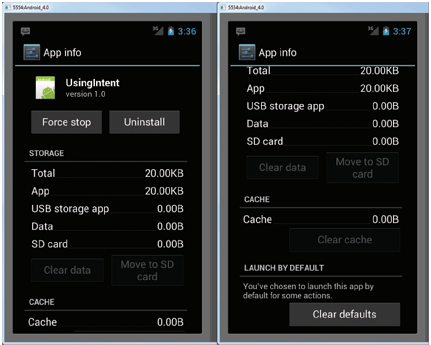 5554:Android_4.0
3G 3:36
App info
UsingIntent
version 1.0
Force stop Uninstall
STORAGE
Total 20.00KB
App 20.00KB
USB storage app 0.00B
Data 0.00B
SD card 0.00B
Clear data Move to SD
card
CACHE
Cache 0.00B
5554:Android_4.0
3G 3:37
App info
Total 20.00KB
App 20.00KB
USB storage app 0.00B
Data 0.00B
SD card 0.00B
Clear data Move to SD
card
CACHE
Cache 0.00B
Clear cache
LAUNCH BY DEFAULT
You've chosen to launch this app by
default for some actions.
Clear defaults